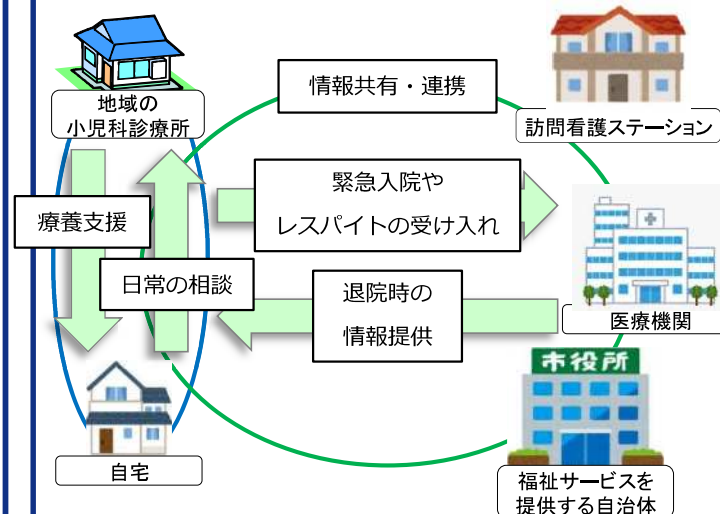 地域の
小児科診療所
情報共有・連携
訪問看護ステーション
緊急入院や
レスパイトの受け入れ
療養支援
日常の相談
退院時の
情報提供
医療機関
市役所
自宅
福祉サービスを
提供する自治体